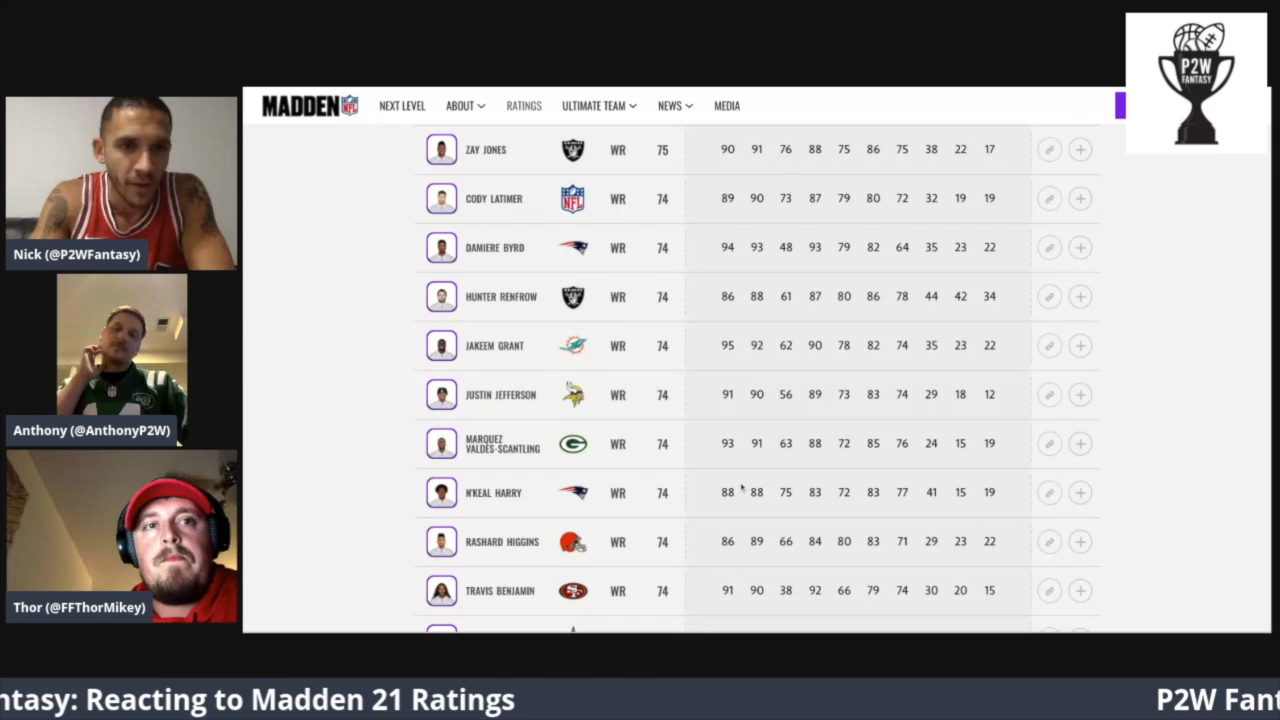 P2W
FANTASY
MADDEN NFL NEXT LEVEL ABOUT RATINGS ULTIMATE TEAM NEWS MEDIA
ZAY JONES WR 75 90 91 76 88 75 86 75 38 22 17
CODY LATIMER NFL WR 74 89 90 73 87 79 80 72 32 19 19
DAMIERE BYRD WR 74 94 93 48 93 79 82 64 35 23 22
HUNTER RENFROW WR 74 86 88 61 87 80 86 78 44 42 34
JAKEEM GRANT WR 74 95 92 62 90 78 82 74 35 23 22
JUSTIN JEFFERSON WR 74 91 90 56 89 73 83 74 29 18 12
MARQUEZ
VALDES-SCANTLING G WR 74 93 91 63 88 72 85 76 24 15 19
N'KEAL HARRY WR 74 88 88 75 83 72 83 77 41 15 19
RASHARD HIGGINS WR 74 86 89 66 84 80 83 71 29 23 22
TRAVIS BENJAMIN SF WR 74 91 90 38 92 66 79 74 30 20 15
Nick (@P2WFantasy)
Anthony (@AnthonyP2W)
Thor (@FFThorMikey)
ntasy: Reacting to Madden 21 Ratings P2W Fant